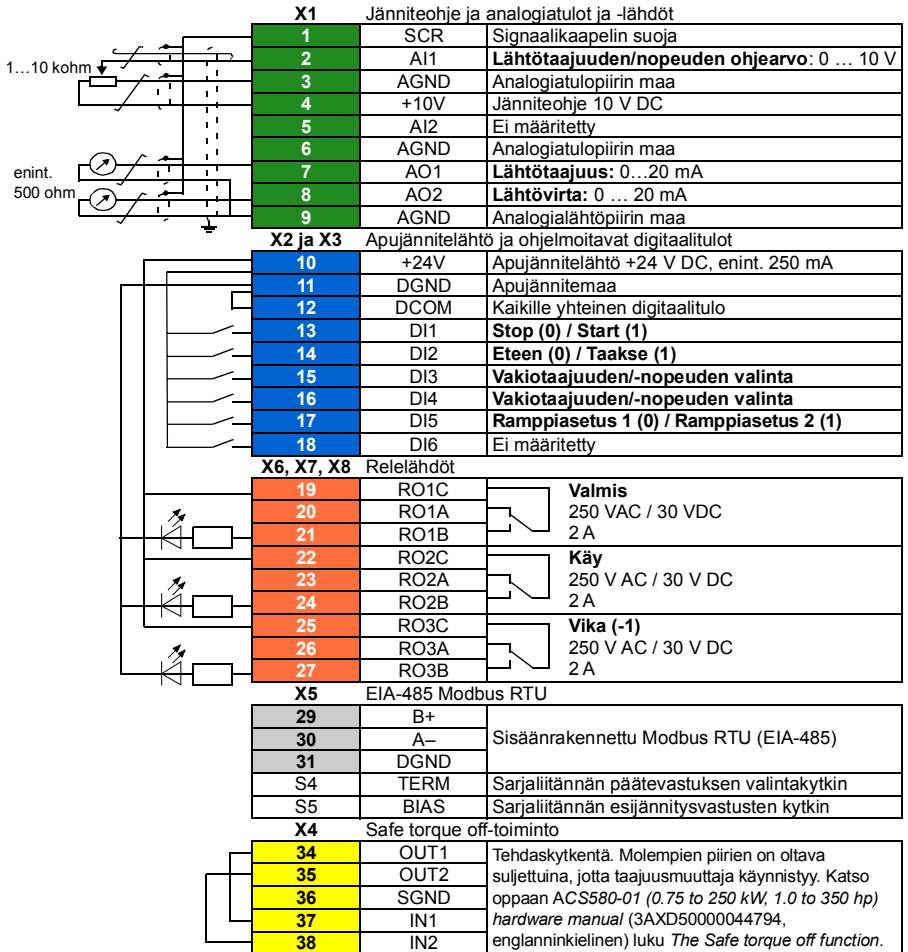 X1 Jänniteohje ja analogiatulot ja -lähdöt
1 SCR Signaalikaapelin suoja
2 AI1 Lähtötaajuuden/nopeuden ohjearvo: 0 … 10 V
1…10 kohm
3 AGND Analogiatulopiirin maa
4 +10V Jänniteohje 10 V DC
5 AI2 Ei määritetty
6 AGND Analogiatulopiirin maa
enint.
500 ohm
7 AO1 Lähtötaajuus: 0…20 mA
8 AO2 Lähtövirta: 0 … 20 mA
9 AGND Analogialähtöpiirin maa
X2 ja X3 Apujännitelähtö ja ohjelmoitavat digitaalitulot
10 +24V Apujännitelähtö +24 V DC, enint. 250 mA
11 DGND Apujännitemaa
12 DCOM Kaikille yhteinen digitaalitulo
13 DI1 Stop (0) / Start (1)
14 DI2 Eteen (0) / Taakse (1)
15 DI3 Vakiotaajuuden/-nopeuden valinta
16 DI4 Vakiotaajuuden/-nopeuden valinta
17 DI5 Ramppiasetus 1 (0) / Ramppiasetus 2 (1)
18 DI6 Ei määritetty
X6, X7, X8 Relelähdöt
19 RO1C Valmis
20 RO1A 250 VAC / 30 VDC
21 RO1B 2 A
22 RO2C Käy
23 RO2A 250 V AC / 30 V DC
24 RO2B 2 A
25 RO3C Vika (-1)
26 RO3A 250 V AC / 30 V DC
27 RO3B 2 A
X5 EIA-485 Modbus RTU
29 B+
30 A– Sisäänrakennettu Modbus RTU (EIA-485)
31 DGND
S4 TERM Sarjaliitännän päätevastuksen valintakytkin
S5 BIAS Sarjaliitännän esijännitysvastusten kytkin
X4 Safe torque off-toiminto
34 OUT1 Tehdaskytkentä. Molempien piirien on oltava
35 OUT2 suljettuina, jotta taajuusmuuttaja käynnistyy. Katso
36 SGND oppaan ACS580-01 (0.75 to 250 kW, 1.0 to 350 hp)
37 IN1 hardware manual (3AXD50000044794,
38 IN2 englanninkielinen) luku The Safe torque off function.